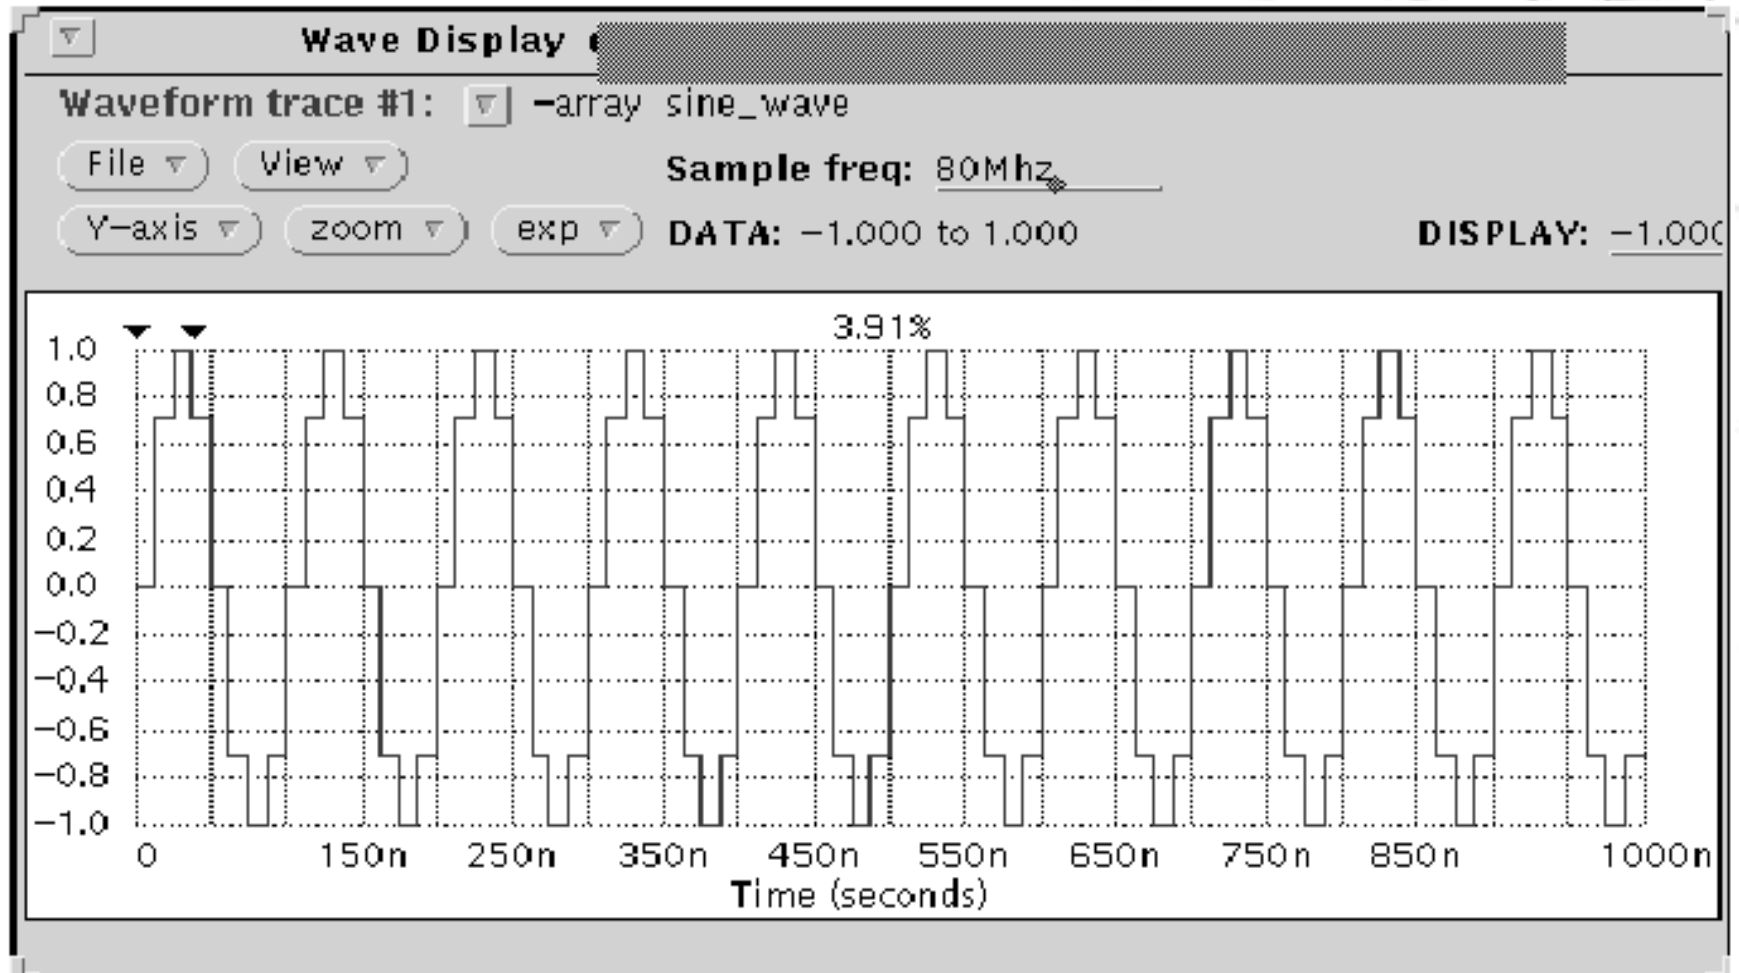 Wave Display
Waveform trace #1: -array sine_wave
File View Sample freq: 80Mhz
Y-axis zoom exp DATA: -1.000 to 1.000 DISPLAY: -1.000
3.91%
1.0
0.8
0.6
0.4
0.2
0.0
-0.2
-0.4
-0.6
-0.8
-1.0
0 150n 250n 350n 450n 550n 650n 750n 850n 1000n
Time (seconds)